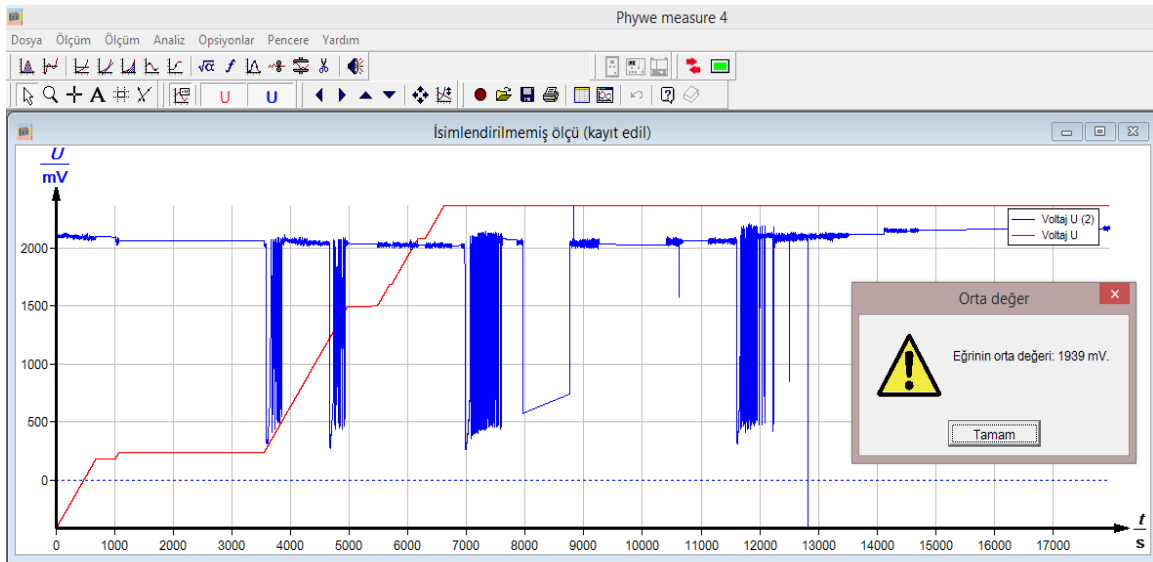 Phywe measure 4
Dosya Ölçüm Ölçüm Analiz Opsiyonlar Pencere Yardım
√α f
A U U
İsimlendirilmemiş ölçü (kayıt edil)
U
mV
Voltaj U (2)
Voltaj U
2000
1500
1000
500
0
Orta değer
Eğrinin orta değeri: 1939 mV.
Tamam
0 1000 2000 3000 4000 5000 6000 7000 8000 9000 10000 11000 12000 13000 14000 15000 16000 17000
t
s